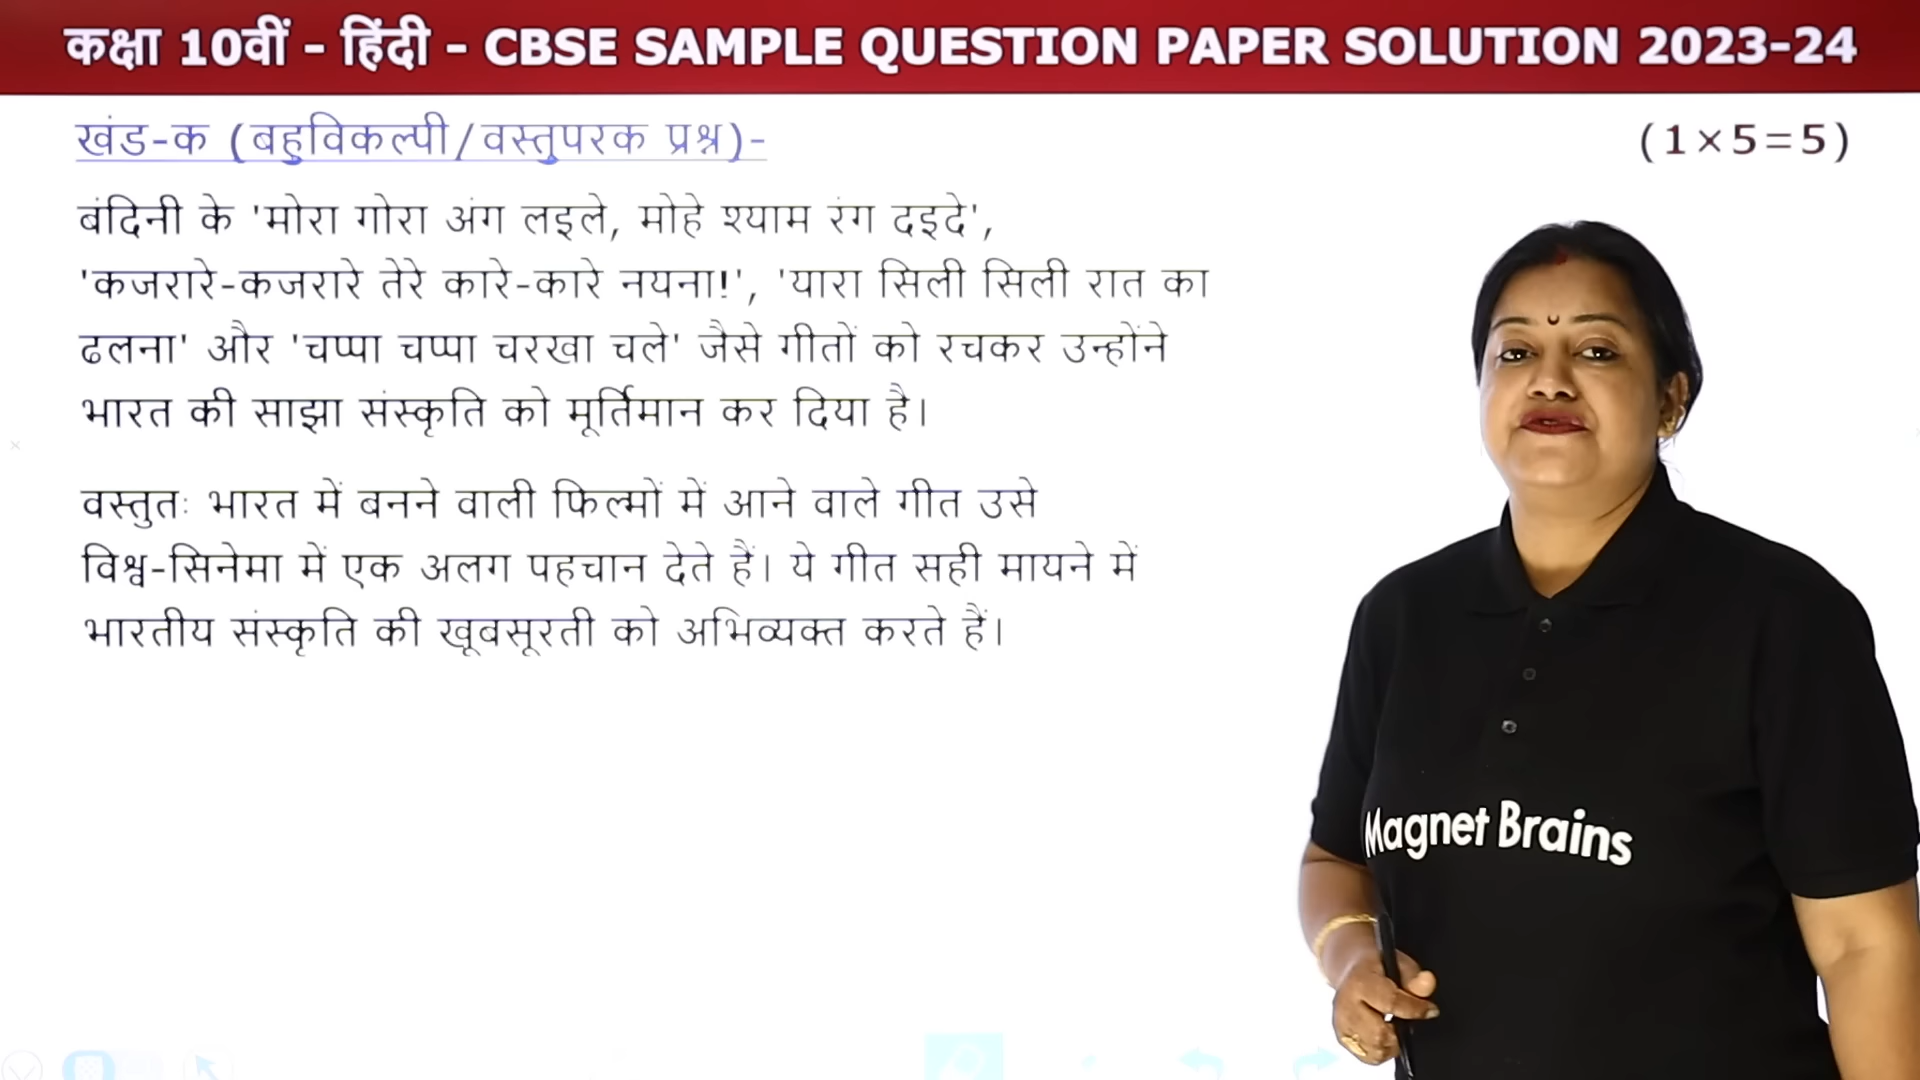 कक्षा 10वीं - हिंदी - CBSE SAMPLE QUESTION PAPER SOLUTION 2023-24
खंड-क (बहुविकल्पी/वस्तुपरक प्रश्न)-
(1×5=5)
बंदिनी के 'मोरा गोरा अंग लइले, मोहे श्याम रंग दइदे',
'कजरारे-कजरारे तेरे कारे-कारे नयना!', 'यारा सिली सिली रात का
ढलना' और 'चप्पा चप्पा चरखा चले' जैसे गीतों को रचकर उन्होंने
भारत की साझा संस्कृति को मूर्तिमान कर दिया है।
वस्तुतः भारत में बनने वाली फिल्मों में आने वाले गीत उसे
विश्व-सिनेमा में एक अलग पहचान देते हैं। ये गीत सही मायने में
भारतीय संस्कृति की खूबसूरती को अभिव्यक्त करते हैं।
Magnet Brains